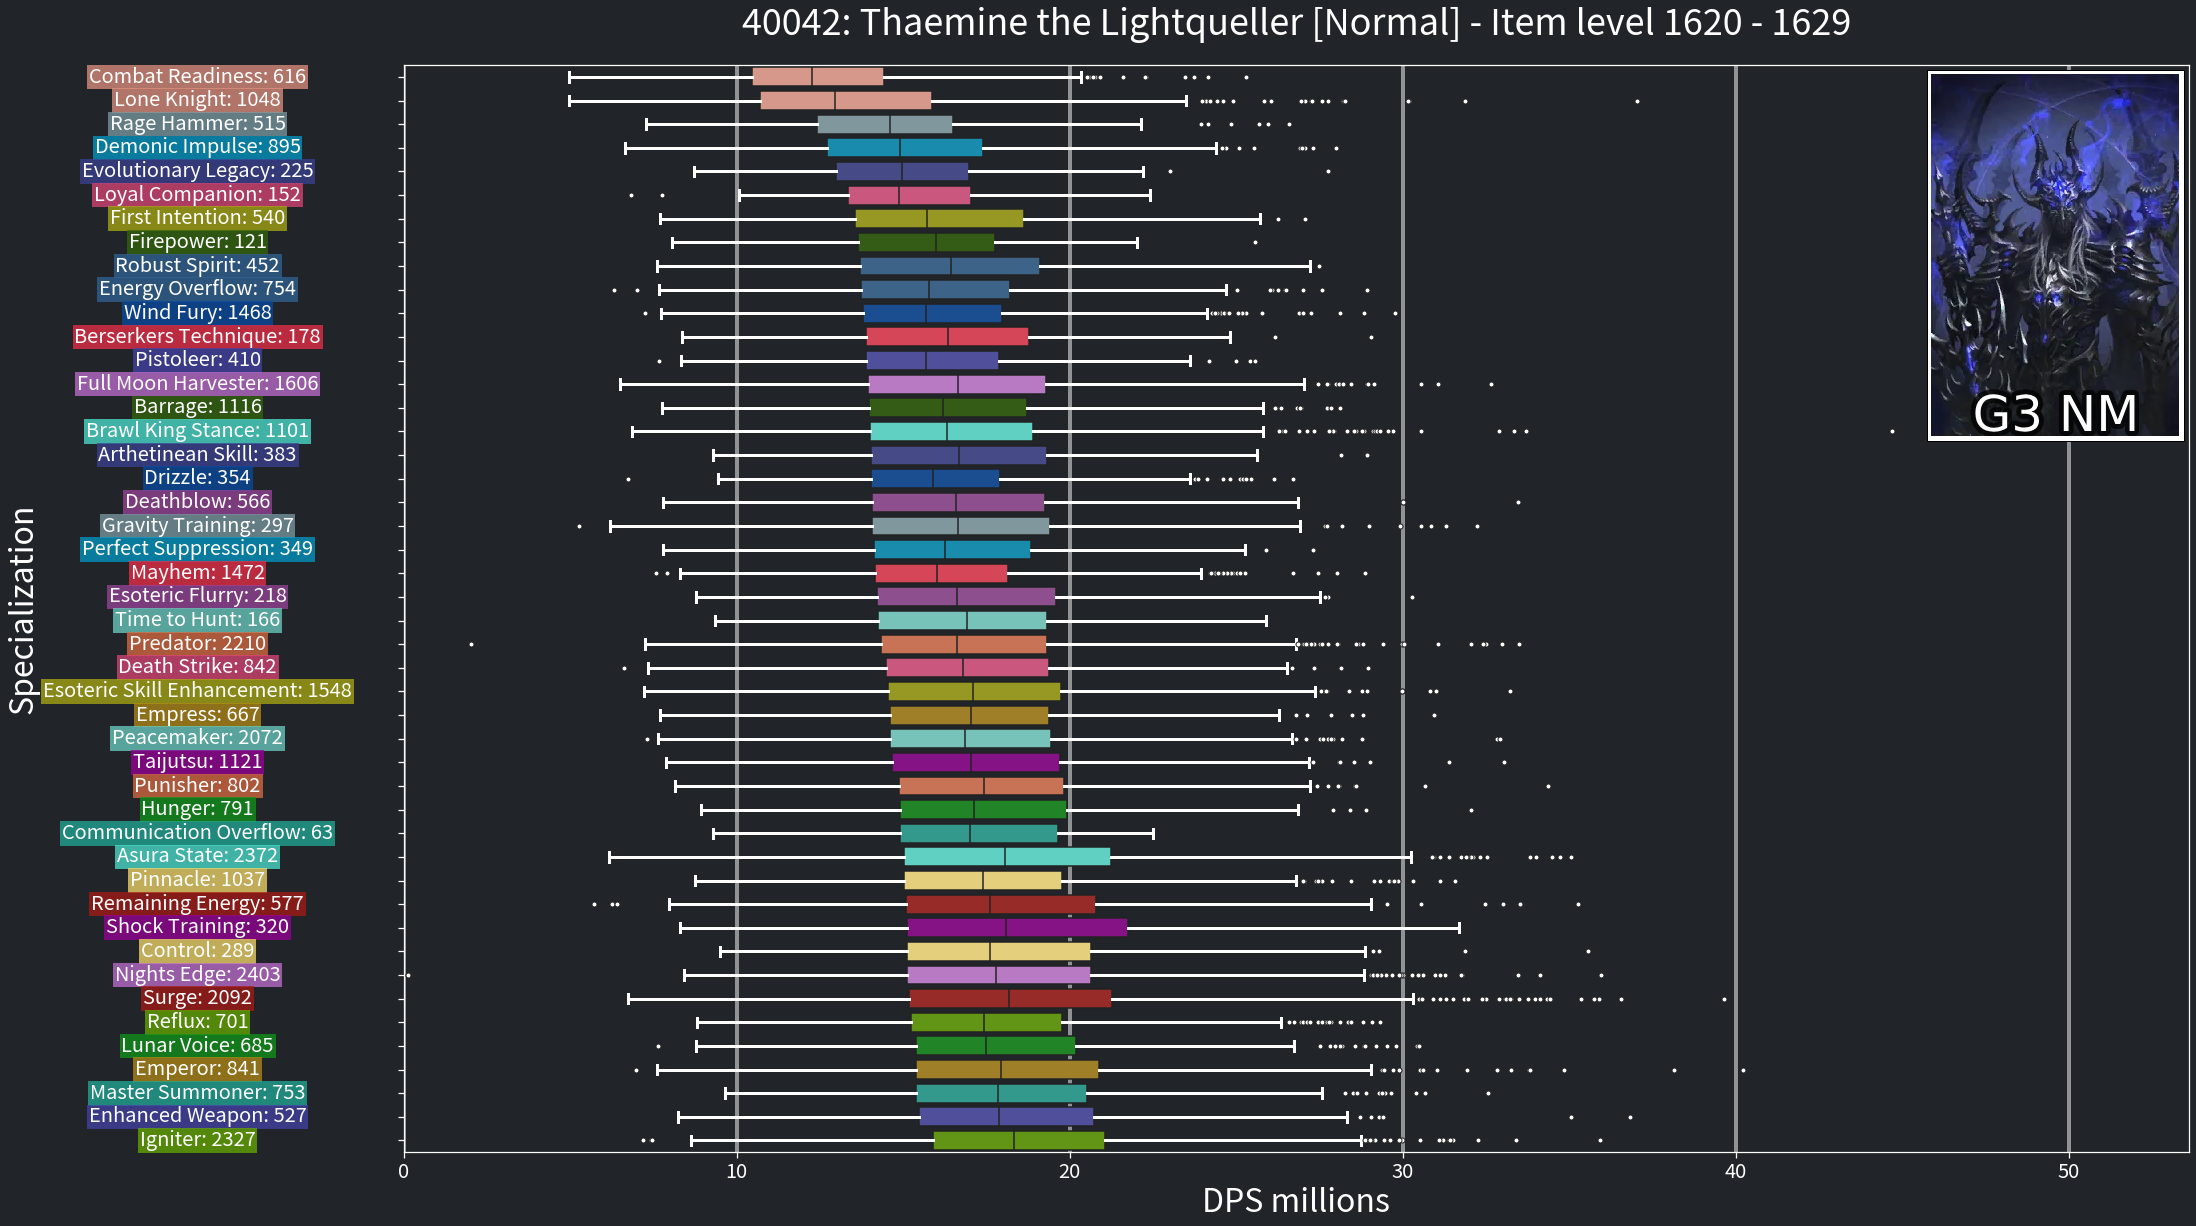 40042: Thaemine the Lightqueller [Normal] - Item level 1620 - 1629
Combat Readiness: 616
Lone Knight: 1048
Rage Hammer: 515
Demonic Impulse: 895
Evolutionary Legacy: 225
Loyal Companion: 152
First Intention: 540
Firepower: 121
Robust Spirit: 452
Energy Overflow: 754
Wind Fury: 1468
Berserkers Technique: 178
Pistoleer: 410
Full Moon Harvester: 1606
Barrage: 1116
Brawl King Stance: 1101
Arthetinean Skill: 383
Drizzle: 354
Deathblow: 566
Gravity Training: 297
Perfect Suppression: 349
Mayhem: 1472
Esoteric Flurry: 218
Time to Hunt: 166
Predator: 2210
Death Strike: 842
Esoteric Skill Enhancement: 1548
Empress: 667
Peacemaker: 2072
Taijutsu: 1121
Punisher: 802
Hunger: 791
Communication Overflow: 63
Asura State: 2372
Pinnacle: 1037
Remaining Energy: 577
Shock Training: 320
Control: 289
Nights Edge: 2403
Surge: 2092
Reflux: 701
Lunar Voice: 685
Emperor: 841
Master Summoner: 753
Enhanced Weapon: 527
Igniter: 2327
Specialization
G3 NM
0 10 20 30 40 50
DPS millions